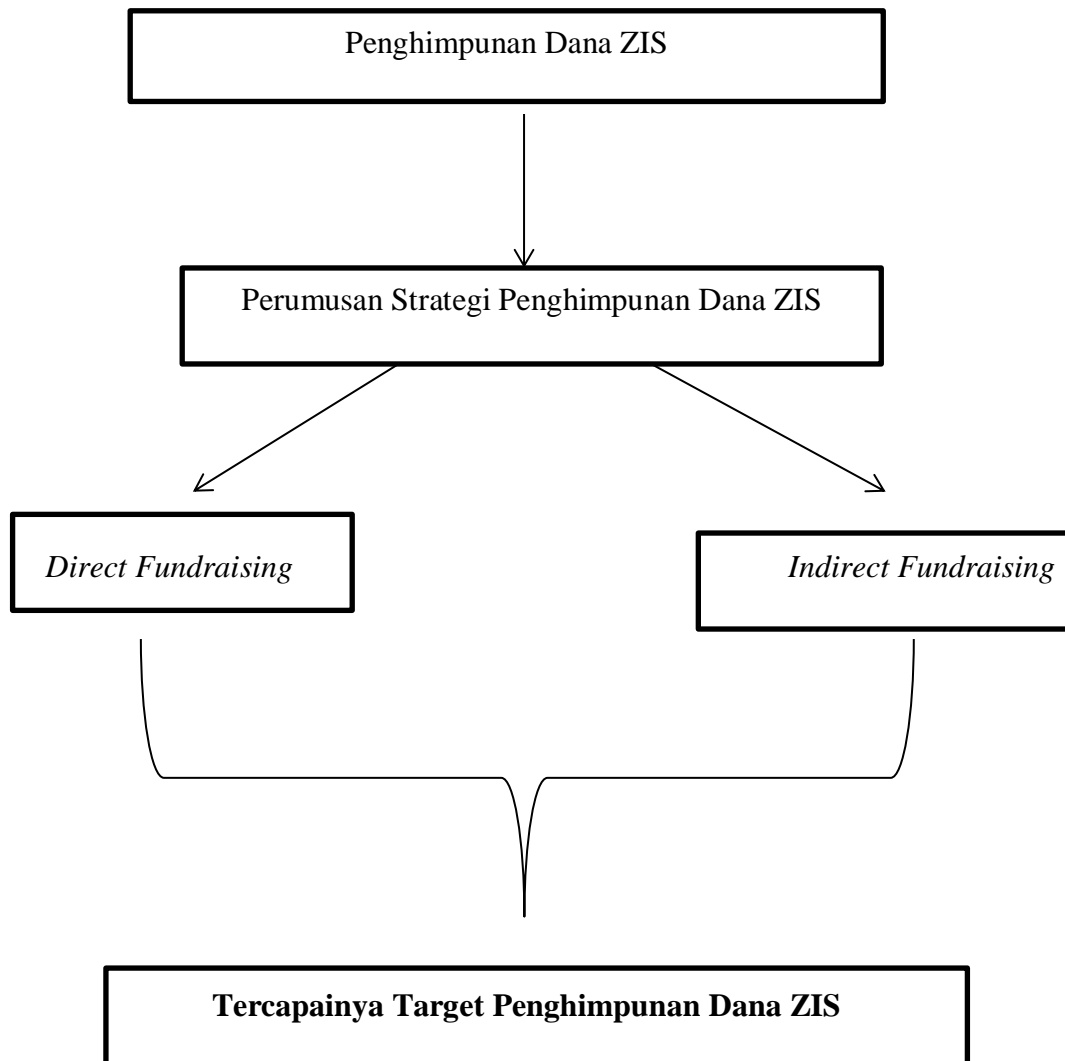 Penghimpunan Dana ZIS
Perumusan Strategi Penghimpunan Dana ZIS
Direct Fundraising
Indirect Fundraising
Tercapainya Target Penghimpunan Dana ZIS